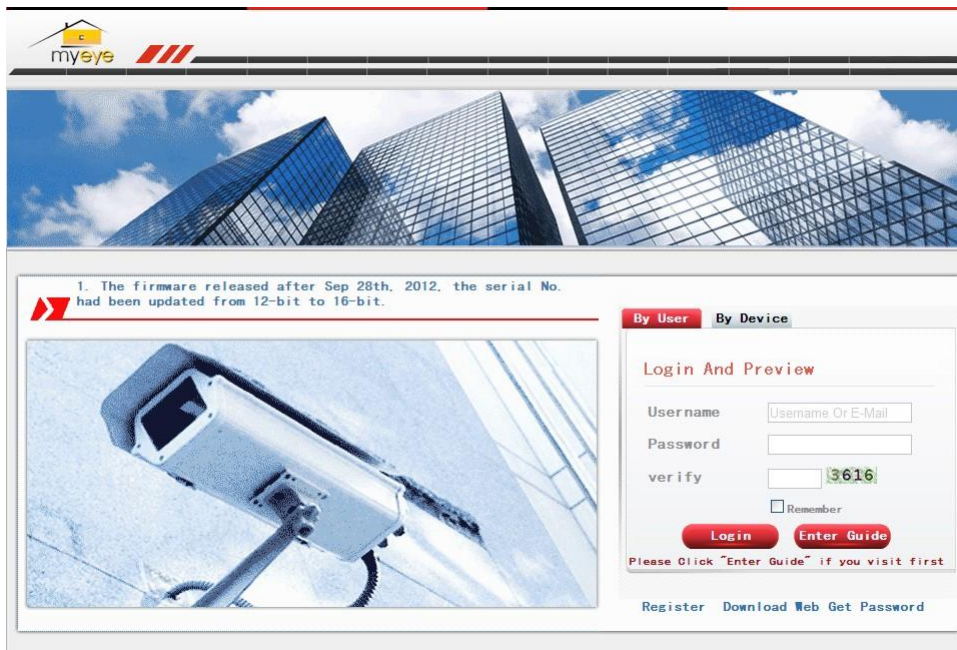 myeye
1. The firmware released after Sep 28th, 2012, the serial No.
had been updated from 12-bit to 16-bit.
By User By Device
Login And Preview
Username Username Or E-Mail
Password
verify 3616
Remember
Login Enter Guide
Please Click "Enter Guide" if you visit first
Register Download Web Get Password